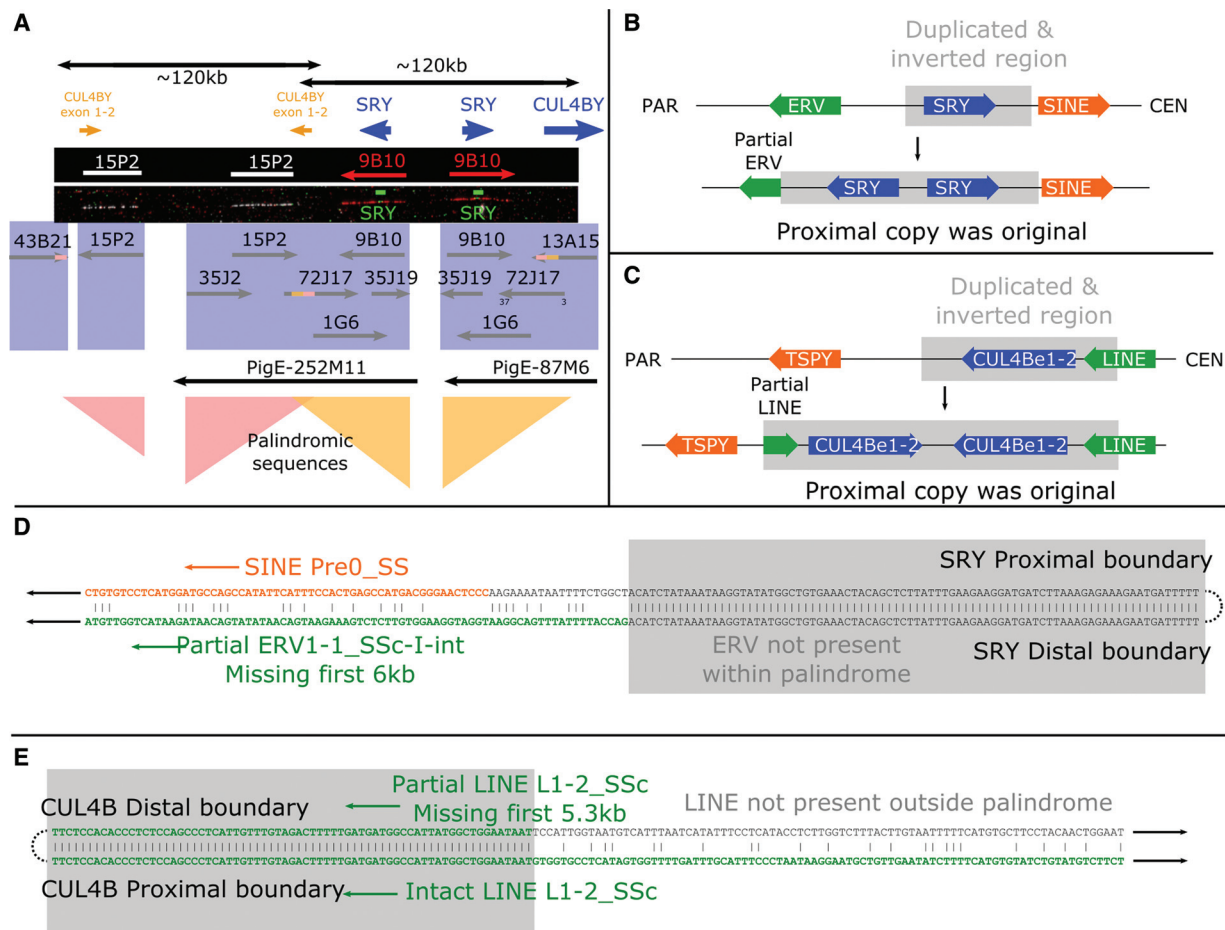 A
~120kb
~120kb
CUL4BY exon 1-2
CUL4BY exon 1-2
SRY
SRY
CUL4BY
15P2
15P2
9B10
9B10
SRY
SRY
43B21
15P2
15P2
9B10
9B10
13A15
35J2
72J17
35J19
35J19
72J17
37
3
1G6
1G6
PigE-252M11
PigE-87M6
Palindromic
sequences
B
Duplicated &
inverted region
PAR
ERV
SRY
SINE
CEN
Partial
ERV
SRY
SRY
SINE
Proximal copy was original
C
Duplicated &
inverted region
PAR
TSPY
CUL4Be1-2
LINE
CEN
Partial
LINE
TSPY
CUL4Be1-2
CUL4Be1-2
LINE
Proximal copy was original
D
SINE Pre0_SS
SRY Proximal boundary
CTGTGTCCTCATGGATGCCAGCCATATTCATTTCCACTGAGCCATGACGGGAACTCCCAAGAAAATAATTTTCTGGCTACATCTATAAATAAGGTATATGGCTGTGAAACTACAGCTCTTATTTGAAGAAGGATGATCTTAAAGAGAAAGAATGATTTTT
ATGTTGGTCATAAGATAACAGTATATAACAGTAAGAAAGTCTCTTGTGGAAGGTAGGTAAGGCAGTTTATTTTACCAGACATCTATAAATAAGGTATATGGCTGTGAAACTACAGCTCTTATTTGAAGAAGGATGATCTTAAAGAGAAAGAATGATTTTT
Partial ERV1-1_SSc-I-int
Missing first 6kb
ERV not present
within palindrome
SRY Distal boundary
E
Partial LINE L1-2_SSc
Missing first 5.3kb
CUL4B Distal boundary
LINE not present outside palindrome
TTCTCCACACCCTCTCCAGCCCTCATTGTTTGTAGACTTTTTGATGATGGCCATTATGGCTGGAATAATTCCATTGGTAATGTCATTTAATCATATTTCCTCATACCTCTTGGTCTTTACTTGTAATTTTTCATGTGCTTCCTACAACTGGAAT
TTCTCCACACCCTCTCCAGCCCTCATTGTTTGTAGACTTTTTGATGATGGCCATTATGGCTGGAATAATGTGGTGCCTCATAGTGGTTTTGATTTGCATTTCCCTAATAAGGAATGCTGTTGAATATCTTTTCATGTGTATCTGTATGTCTTCT
CUL4B Proximal boundary
Intact LINE L1-2_SSc